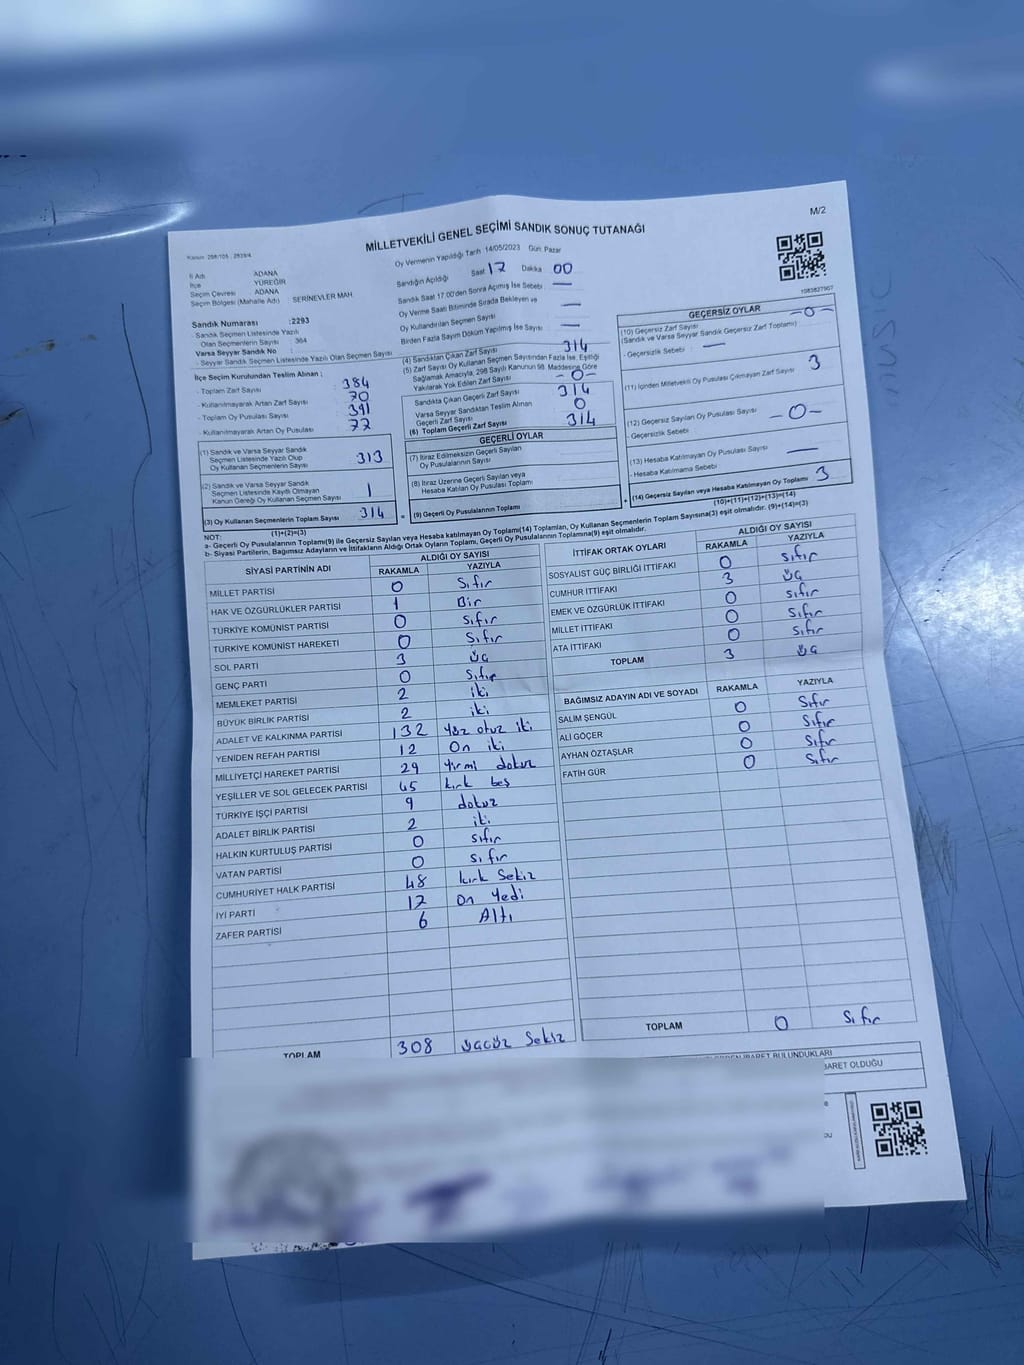 M/2
MİLLETVEKİLİ GENEL SEÇİMİ SANDIK SONUÇ TUTANAĞI
Oy Vermenin Yapıldığı Tarih 14/05/2023 Gün: Pazar
İl Adı ADANA
İlçe YÜREĞİR
Seçim Çevresi ADANA
Seçim Bölgesi (Mahalle Adı) SERİNEVLER MAH
Sandık Numarası :2293
- Sandık Seçmen Listesinde Yazılı
Olan Seçmenlerin Sayısı 364
Varsa Seyyar Sandık No :
- Seyyar Sandık Seçmen Listesinde Yazılı Olan Seçmen Sayısı
İlçe Seçim Kurulundan Teslim Alınan :
- Toplam Zarf Sayısı 384
- Kullanılmayarak Artan Zarf Sayısı 70
- Toplam Oy Pusulası Sayısı 391
- Kullanılmayarak Artan Oy Pusulası 77
(1) Sandık ve Varsa Seyyar Sandık
Seçmen Listesinde Yazılı Olup
Oy Kullanan Seçmenlerin Sayısı 313
(2) Sandık ve Varsa Seyyar Sandık
Seçmen Listesinde Kayıtlı Olmayan
Kanun Gereği Oy Kullanan Seçmen Sayısı 1
(3) Oy Kullanan Seçmenlerin Toplam Sayısı 314
(1)+(2)=(3)
Sandığın Açıldığı Saat 17 Dakika 00
Sandık Saat 17.00'den Sonra Açılmış İse Sebebi —
Oy Verme Saati Bitiminde Sırada Bekleyen ve
Oy Kullandırılan Seçmen Sayısı —
Birden Fazla Sayım Döküm Yapılmış İse Sayısı —
(4) Sandıktan Çıkan Zarf Sayısı 314
(5) Zarf Sayısı Oy Kullanan Seçmen Sayısından Fazla İse, Eşitliği
Sağlamak Amacıyla, 298 Sayılı Kanunun 98. Maddesine Göre
Yakılarak Yok Edilen Zarf Sayısı -0-
Sandıkta Çıkan Geçerli Zarf Sayısı 314
Varsa Seyyar Sandıktan Teslim Alınan
Geçerli Zarf Sayısı 0
(6) Toplam Geçerli Zarf Sayısı 314
GEÇERLİ OYLAR
(7) İtiraz Edilmeksizin Geçerli Sayılan
Oy Pusulalarının Sayısı
(8) İtiraz Üzerine Geçerli Sayılan veya
Hesaba Katılan Oy Pusulası Toplamı
(9) Geçerli Oy Pusulalarının Toplamı
GEÇERSİZ OYLAR
(10) Geçersiz Zarf Sayısı -0-
(Sandık ve Varsa Seyyar Sandık Geçersiz Zarf Toplamı)
- Geçersizlik Sebebi : —
(11) İçinden Milletvekili Oy Pusulası Çıkmayan Zarf Sayısı 3
(12) Geçersiz Sayılan Oy Pusulası Sayısı -0-
- Geçersizlik Sebebi
(13) Hesaba Katılmayan Oy Pusulası Sayısı —
- Hesaba Katılmama Sebebi
(14) Geçersiz Sayılan veya Hesaba Katılmayan Oy Toplamı 3
(10)+(11)+(12)+(13)=(14)
NOT:
a- Geçerli Oy Pusulalarının Toplamı(9) ile Geçersiz Sayılan veya Hesaba katılmayan Oy Toplamı(14) Toplamları, Oy Kullanan Seçmenlerin Toplam Sayısına(3) eşit olmalıdır. (9)+(14)=(3)
b- Siyasi Partilerin, Bağımsız Adayların ve İttifakların Aldığı Ortak Oyların Toplamı, Geçerli Oy Pusulalarının Toplamına(9) eşit olmalıdır.
SİYASİ PARTİNİN ADI ALDIĞI OY SAYISI
RAKAMLA YAZIYLA
MİLLET PARTİSİ 0 Sıfır
HAK VE ÖZGÜRLÜKLER PARTİSİ 1 Bir
TÜRKİYE KOMÜNİST PARTİSİ 0 Sıfır
TÜRKİYE KOMÜNİST HAREKETİ 0 Sıfır
SOL PARTİ 3 üç
GENÇ PARTİ 0 Sıfır
MEMLEKET PARTİSİ 2 iki
BÜYÜK BİRLİK PARTİSİ 2 iki
ADALET VE KALKINMA PARTİSİ 132 yüz otuz iki
YENİDEN REFAH PARTİSİ 12 On iki
MİLLİYETÇİ HAREKET PARTİSİ 29 yirmi dokuz
YEŞİLLER VE SOL GELECEK PARTİSİ 45 kırk beş
TÜRKİYE İŞÇİ PARTİSİ 9 dokuz
ADALET BİRLİK PARTİSİ 2 iki
HALKIN KURTULUŞ PARTİSİ 0 sıfır
VATAN PARTİSİ 0 sıfır
CUMHURİYET HALK PARTİSİ 48 kırk Sekiz
İYİ PARTİ 17 On Yedi
ZAFER PARTİSİ 6 Altı
TOPLAM 308 üçyüz Sekiz
İTTİFAK ORTAK OYLARI ALDIĞI OY SAYISI
RAKAMLA YAZIYLA
SOSYALİST GÜÇ BİRLİĞİ İTTİFAKI 0 sıfır
CUMHUR İTTİFAKI 3 üç
EMEK VE ÖZGÜRLÜK İTTİFAKI 0 sıfır
MİLLET İTTİFAKI 0 sıfır
ATA İTTİFAKI 0 sıfır
TOPLAM 3 üç
BAĞIMSIZ ADAYIN ADI VE SOYADI RAKAMLA YAZIYLA
SALİM ŞENGÜL 0 Sıfır
ALİ GÖÇER 0 Sıfır
AYHAN ÖZTAŞLAR 0 Sıfır
FATİH GÜR 0 Sıfır
TOPLAM 0 Sıfır
İBARET BULUNDUKLARI
BARET OLDUĞU